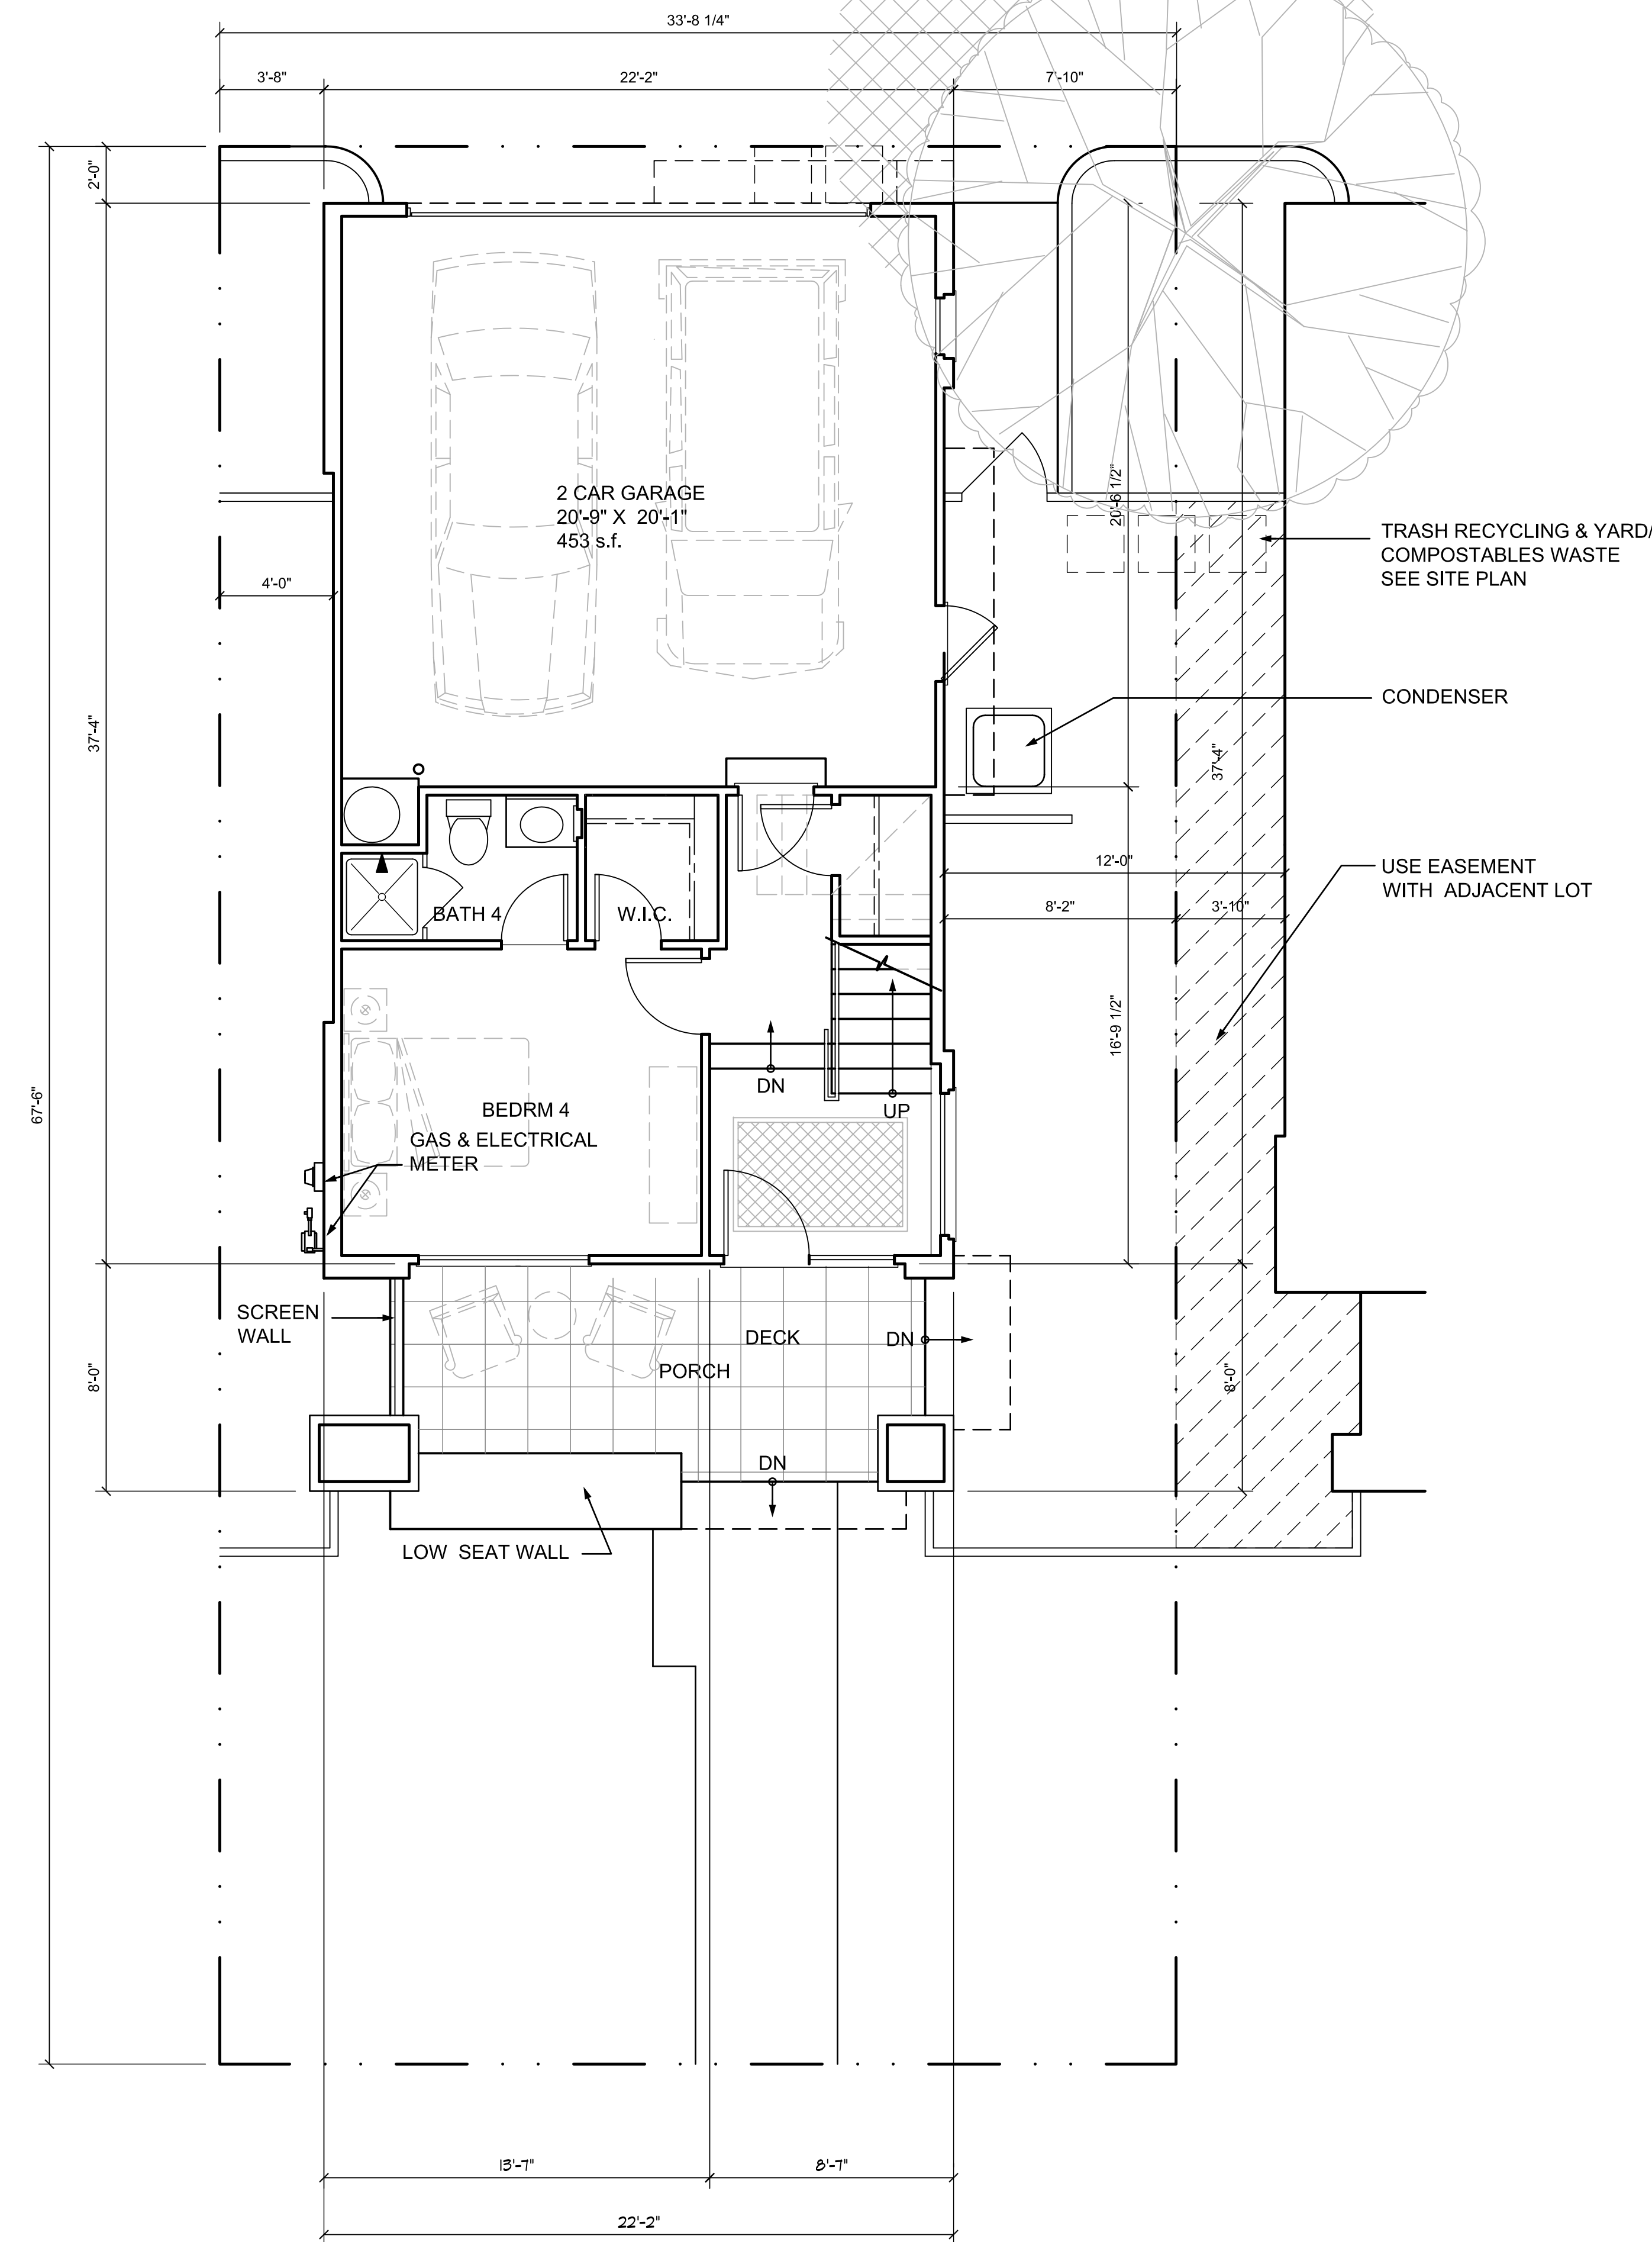 33'-8 1/4"
3'-8"
22'-2"
7'-10"
2'-0"
2 CAR GARAGE
20'-9" X 20'-1"
453 s.f.
20'-6 1/2"
TRASH RECYCLING & YARD/
COMPOSTABLES WASTE
SEE SITE PLAN
4'-0"
CONDENSER
37'-4"
37'-4"
12'-0"
USE EASEMENT
WITH ADJACENT LOT
8'-2"
3'-10"
BATH 4
W.I.C.
16'-9 1/2"
67'-6"
DN
UP
BEDRM 4
GAS & ELECTRICAL
METER
SCREEN
WALL
DECK
DN
PORCH
8'-0"
8'-0"
DN
LOW SEAT WALL
13'-7"
8'-7"
22'-2"